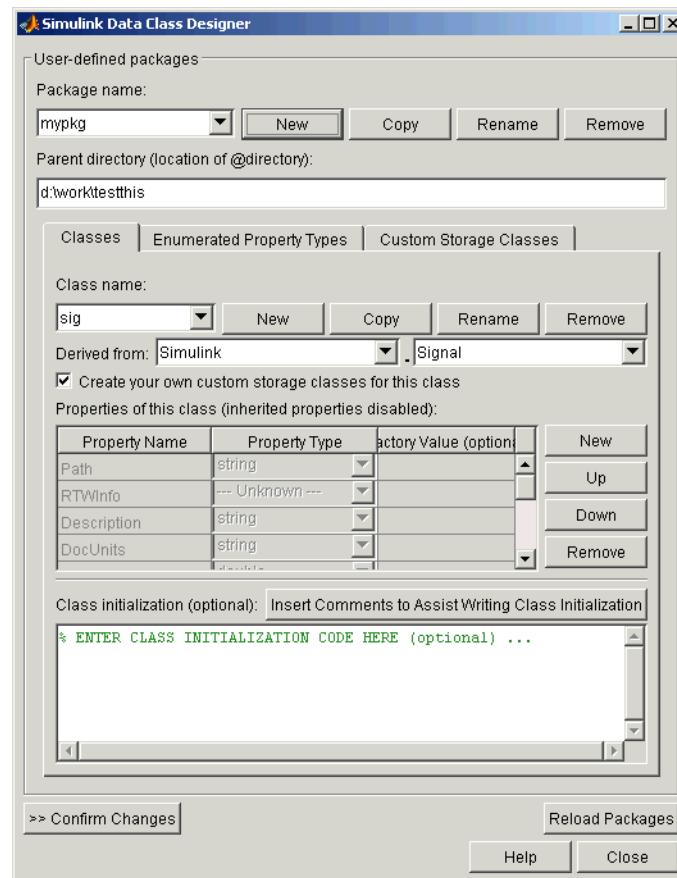 Simulink Data Class Designer
User-defined packages
Package name:
mypkg New Copy Rename Remove
Parent directory (location of @directory):
d:\work\testthis
Classes Enumerated Property Types Custom Storage Classes
Class name:
sig New Copy Rename Remove
Derived from: Simulink . Signal
Create your own custom storage classes for this class
Properties of this class (inherited properties disabled):
Property Name Property Type actory Value (option New
Path string Up
RTWInfo --- Unknown ---
Description string Down
DocUnits string Remove
double
Class initialization (optional): Insert Comments to Assist Writing Class Initialization
% ENTER CLASS INITIALIZATION CODE HERE (optional) ...
>> Confirm Changes Reload Packages
Help Close